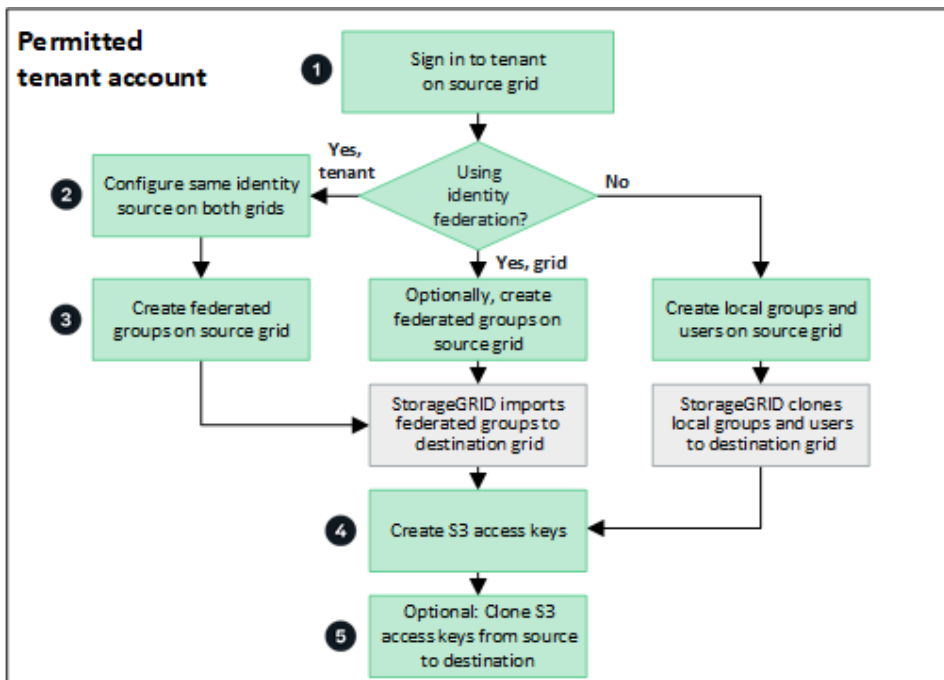 Permitted
tenant account
1
Sign in to tenant
on source grid
Using
identity
federation?
Yes,
tenant
No
Yes, grid
2
Configure same identity
source on both grids
3
Create federated
groups on source grid
Optionally, create
federated groups on
source grid
Create local groups and
users on source grid
StorageGRID imports
federated groups to
destination grid
StorageGRID clones
local groups and users
to destination grid
4
Create S3 access keys
5
Optional: Clone S3
access keys from source
to destination